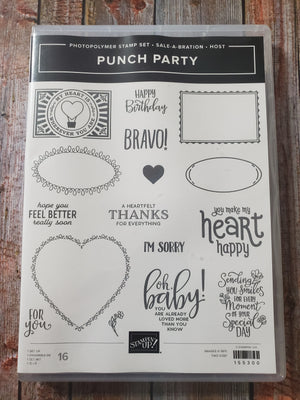 PHOTOPOLYMER STAMP SET • SALE-A-BRATION • HOST
PUNCH PARTY
MY HEART IS
WHEREVER YOU ARE
HAPPY
Birthday
BRAVO!
hope you
FEEL BETTER
really soon
A HEARTFELT
THANKS
FOR EVERYTHING
you make my
heart
happy
I'M SORRY
oh,
baby!
YOU ARE
ALREADY
LOVED MORE
THAN YOU
KNOW
Sending
you Smiles
FOR EVERY
Moment
OF YOUR
SPECIAL
DAY
FOR
you
16
STAMPIN'
UP!
155300